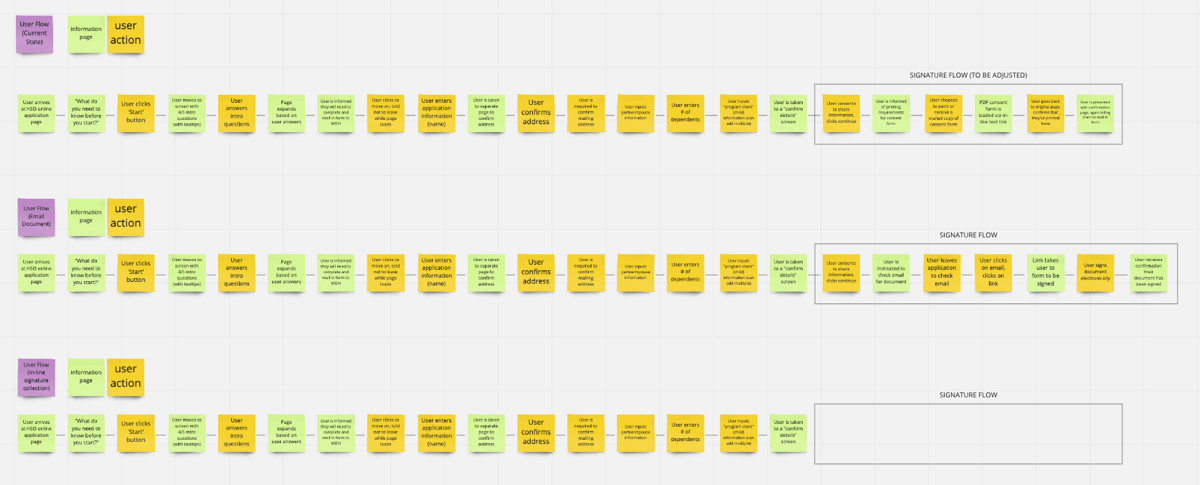 User Flow
(Current
State)
information
page
user
action
SIGNATURE FLOW (TO BE ADJUSTED)
User arrives
at HSO online
application
page
"What do
you need to
know before
you start?"
User clicks
'Start'
button
User moves to
screen with
4/5 intro
questions
(with tooltips)
User
answers
intro
questions
Page
expands
based on
user answers
User is informed
they will need to
complete and
mail in form to
User clicks to
move on, told
not to leave
while page
loads
User enters
application
information
(name)
User is taken
to separate
page to
confirm
address
User
confirms
address
User is
required to
confirm
mailing
address
User inputs
partner/spouse
information
User enters
# of
dependents
User inputs
"program client"
(child)
information (can
add multiple)
User is taken
to a "confirm
details"
screen
User consents
to share
information,
clicks continue
User is informed
of printing
requirements
for consent
form
User chooses
to print or
receive a
mailed copy of
consent form
PDF consent
form is
loaded via in-
line text link
User goes back
to original page,
confirms that
they've printed
form
User is presented
with confirmation
page, again telling
them to mail in
form
User Flow
(Email
Document)
information
page
user
action
SIGNATURE FLOW
User arrives
at HSO online
application
page
"What do
you need to
know before
you start?"
User clicks
'Start'
button
User moves to
screen with
4/5 intro
questions
(with tooltips)
User
answers
intro
questions
Page
expands
based on
user answers
User is informed
they will need to
complete and
mail in form to
User clicks to
move on, told
not to leave
while page
loads
User enters
application
information
(name)
User is taken
to separate
page to
confirm
address
User
confirms
address
User is
required to
confirm
mailing
address
User inputs
partner/spouse
information
User enters
# of
dependents
User inputs
"program client"
(child)
information (can
add multiple)
User is taken
to a "confirm
details"
screen
User consents
to share
information,
clicks continue
User is
instructed to
check email for
document
User leaves
application
to check
email
User clicks
on email,
clicks on
link
Link takes
user to
form to be
signed
User signs
document
electronically
User receives
confirmation
their
document has
been signed
User Flow
(In-line
signature
collection)
information
page
user
action
SIGNATURE FLOW
User arrives
at HSO online
application
page
"What do
you need to
know before
you start?"
User clicks
'Start'
button
User moves to
screen with
4/5 intro
questions
(with tooltips)
User
answers
intro
questions
Page
expands
based on
user answers
User is informed
they will need to
complete and
mail in form to
User clicks to
move on, told
not to leave
while page
loads
User enters
application
information
(name)
User is taken
to separate
page to
confirm
address
User
confirms
address
User is
required to
confirm
mailing
address
User inputs
partner/spouse
information
User enters
# of
dependents
User inputs
"program client"
(child)
information (can
add multiple)
User is taken
to a "confirm
details"
screen